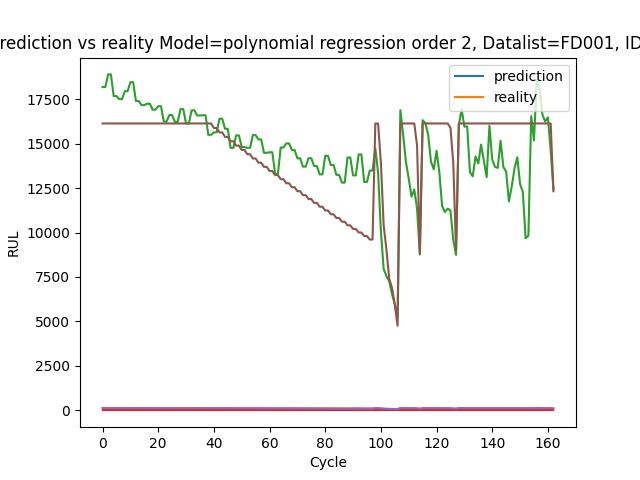 rediction vs reality Model=polynomial regression order 2, Datalist=FD001, ID
prediction
reality
RUL
17500
15000
12500
10000
7500
5000
2500
0
0 20 40 60 80 100 120 140 160
Cycle